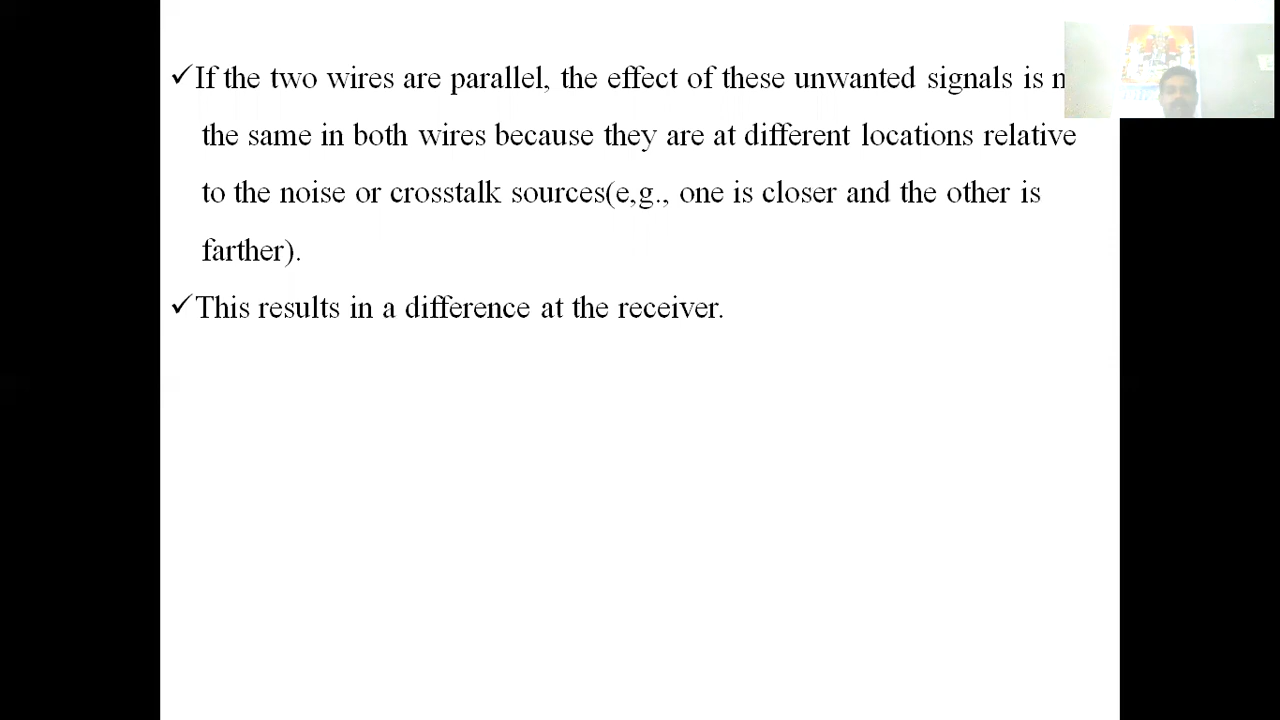 ✓If the two wires are parallel, the effect of these unwanted signals is
the same in both wires because they are at different locations relative
to the noise or crosstalk sources(e,g., one is closer and the other is
farther).
✓This results in a difference at the receiver.